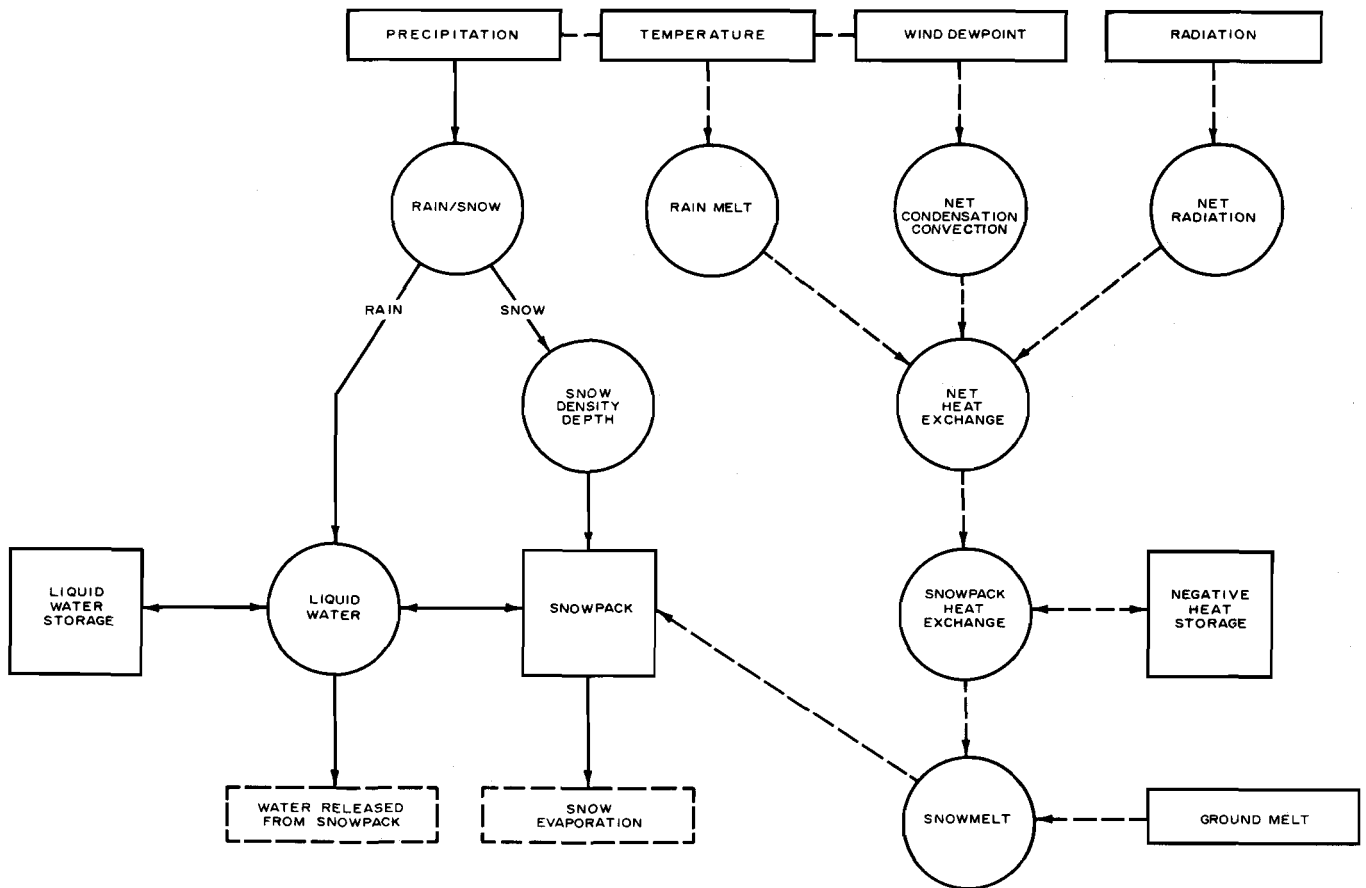 PRECIPITATION
TEMPERATURE
WIND DEWPOINT
RADIATION
RAIN/SNOW
RAIN MELT
NET
CONDENSATION
CONVECTION
NET
RADIATION
RAIN
SNOW
SNOW
DENSITY
DEPTH
NET
HEAT
EXCHANGE
LIQUID
WATER
STORAGE
LIQUID
WATER
SNOWPACK
SNOWPACK
HEAT
EXCHANGE
NEGATIVE
HEAT
STORAGE
WATER RELEASED
FROM SNOWPACK
SNOW
EVAPORATION
SNOWMELT
GROUND MELT